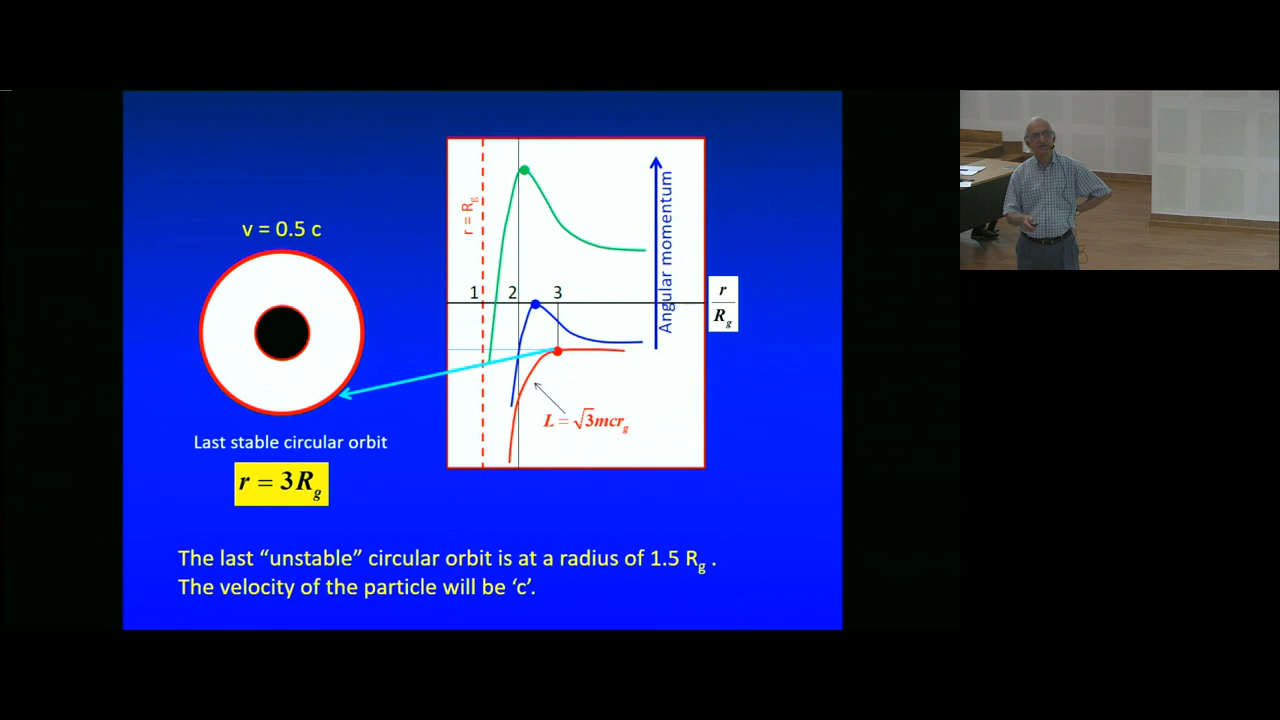 v = 0.5 c
Last stable circular orbit
r = 3R_g
r = R_g
1 2 3
Angular momentum
r
R_g
L = √3mcr_g
The last “unstable” circular orbit is at a radius of 1.5 R_g .
The velocity of the particle will be ‘c’.